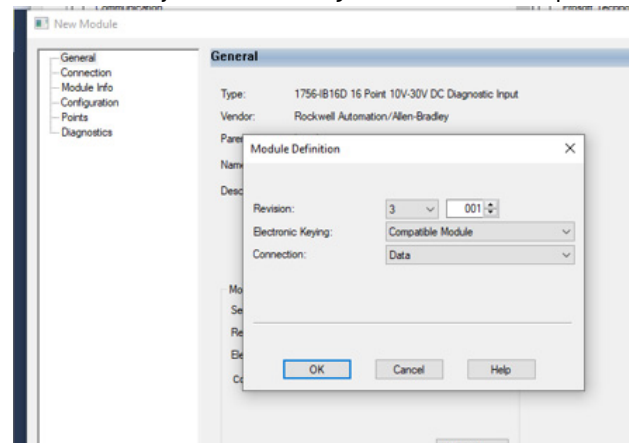 New Module
General
Connection
Module Info
Configuration
Points
Diagnostics
General
Type: 1756-IB16D 16 Point 10V-30V DC Diagnostic Input
Vendor: Rockwell Automation/Allen-Bradley
Module Definition
Revision: 3 001
Electronic Keying: Compatible Module
Connection: Data
OK Cancel Help